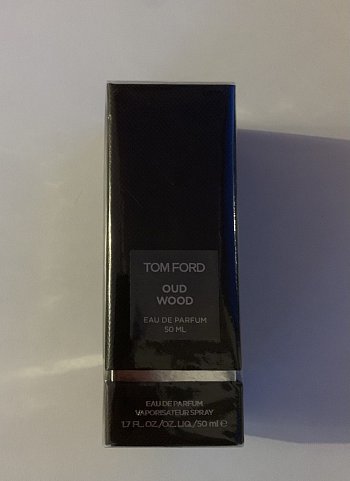 TOM FORD
OUD
WOOD
EAU DE PARFUM
50 ML
EAU DE PARFUM
VAPORISATEUR SPRAY
1.7 FL. OZ./OZ. LIQ./50 ml ℮